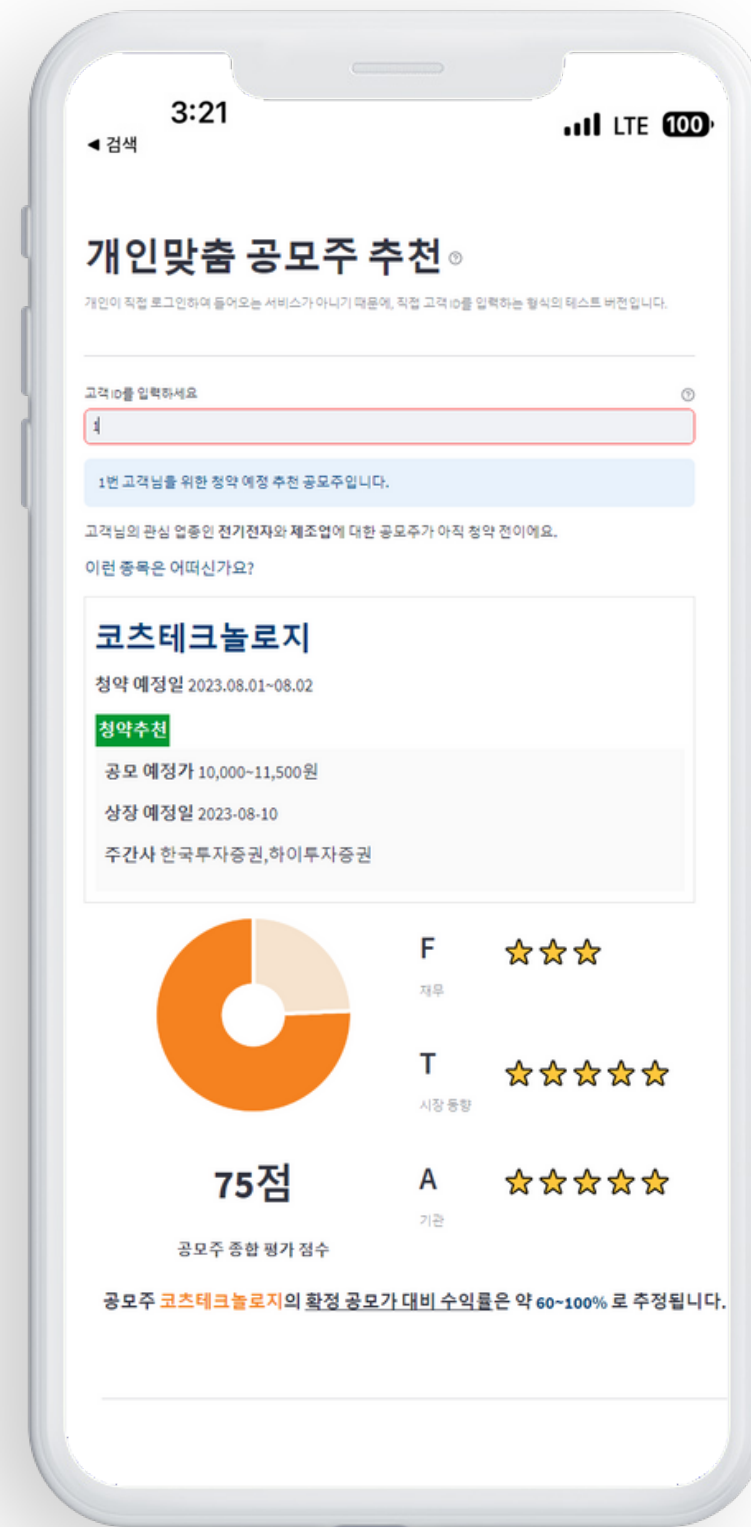 3:21
LTE 100
◀ 검색
개인맞춤 공모주 추천
개인이 직접 로그인하여 들어오는 서비스가 아니기 때문에, 직접 고객 ID를 입력하는 형식의 테스트 버전입니다.
고객 ID를 입력하세요
1
1번 고객님을 위한 청약 예정 추천 공모주입니다.
고객님의 관심 업종인 전기전자와 제조업에 대한 공모주가 아직 청약 전이에요.
이런 종목은 어떠신가요?
코츠테크놀로지
청약 예정일 2023.08.01~08.02
청약추천
공모 예정가 10,000~11,500원
상장 예정일 2023-08-10
주간사 한국투자증권,하이투자증권
F
재무
T
시장 동향
75점
A
기관
공모주 종합 평가 점수
공모주 코츠테크놀로지의 확정 공모가 대비 수익률은 약 60~100% 로 추정됩니다.